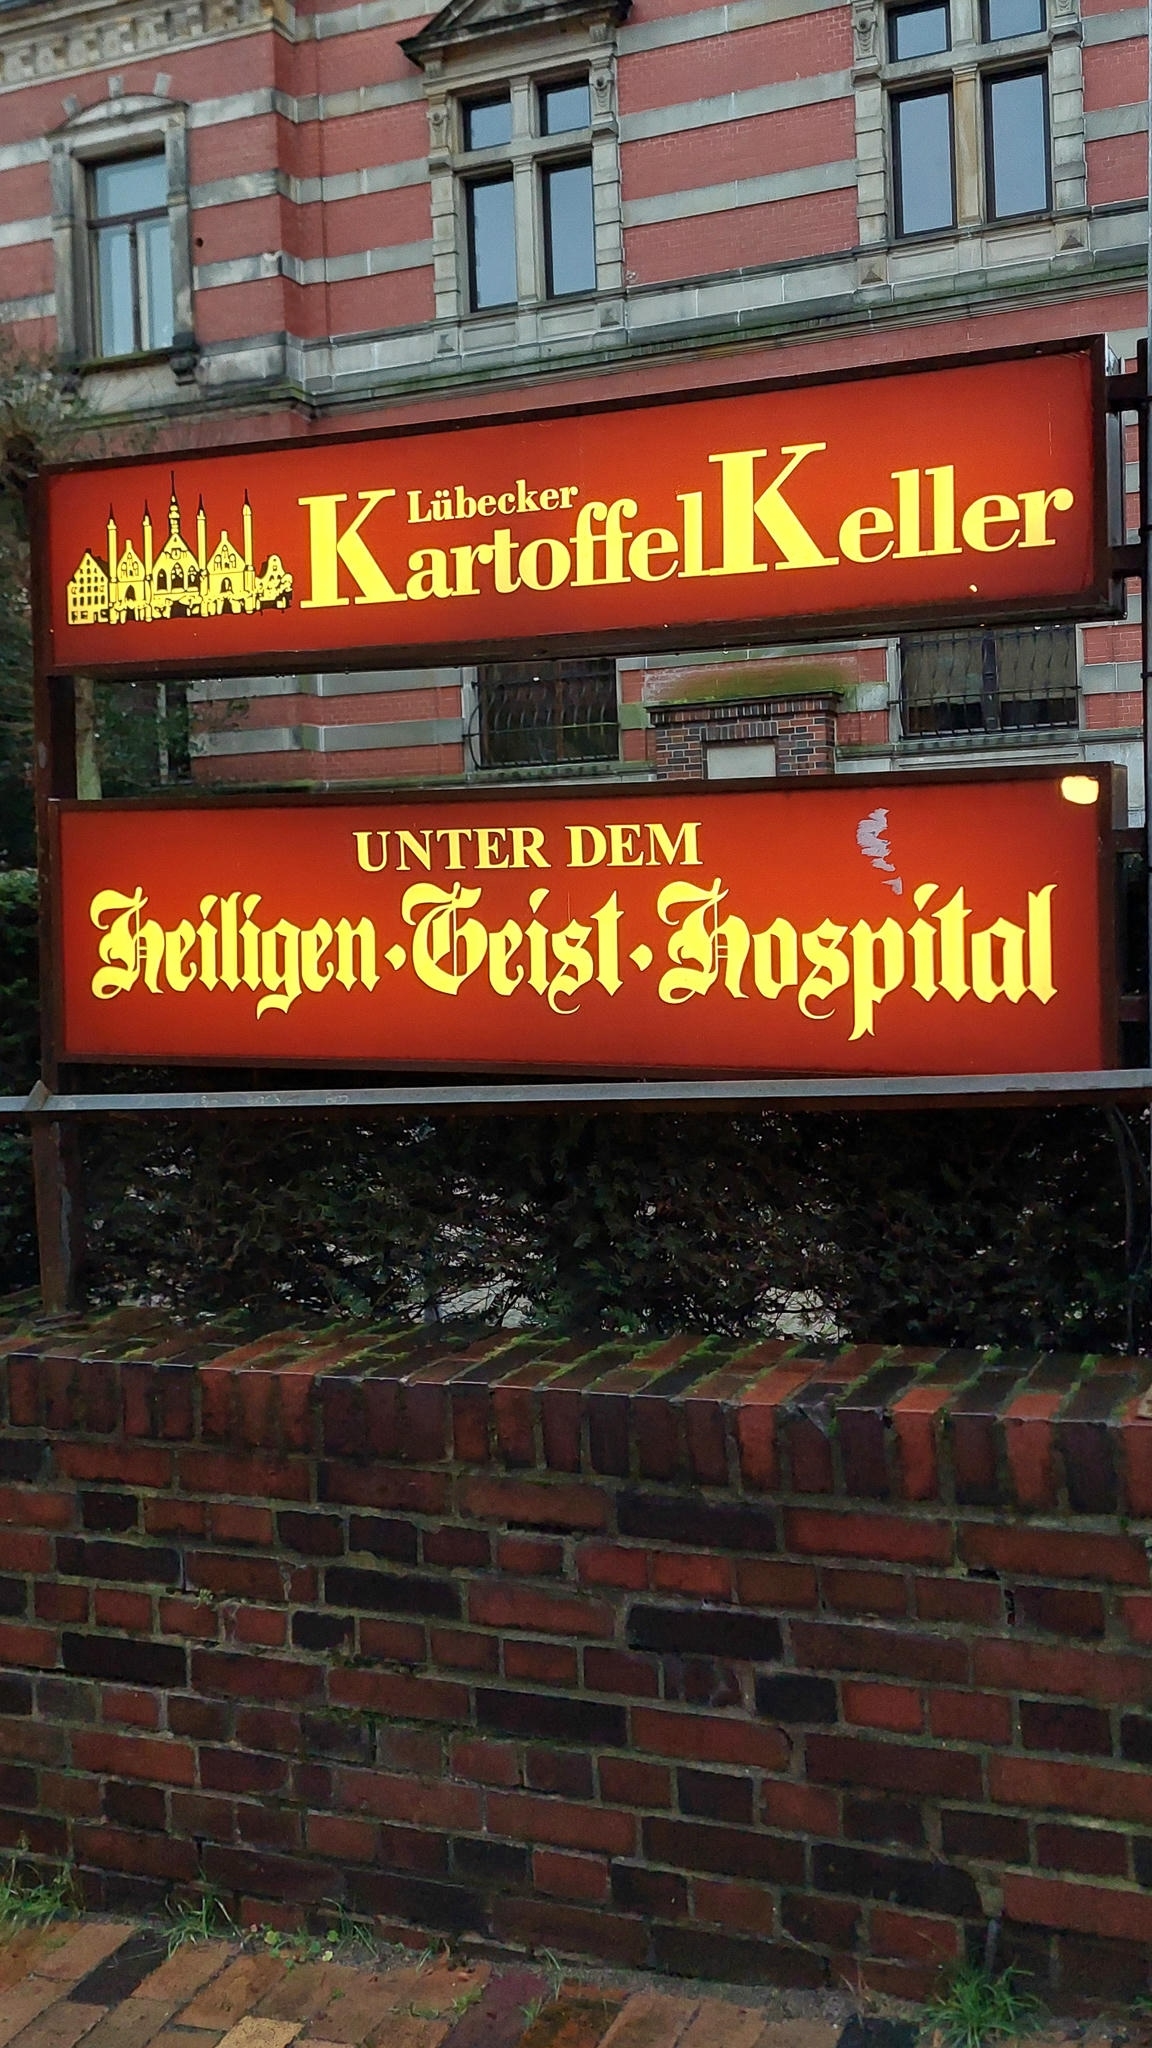 Lübecker
KartoffelKeller
UNTER DEM
Heiligen·Geist·Hospital